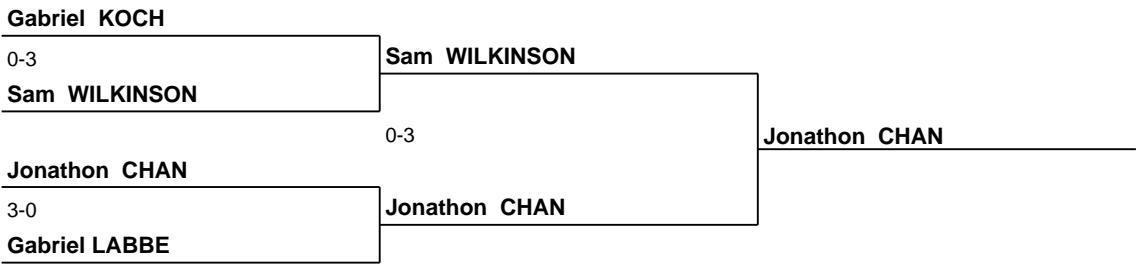 Gabriel KOCH
0-3
Sam WILKINSON
Sam WILKINSON
0-3
Jonathon CHAN
Jonathon CHAN
3-0
Jonathon CHAN
Gabriel LABBE